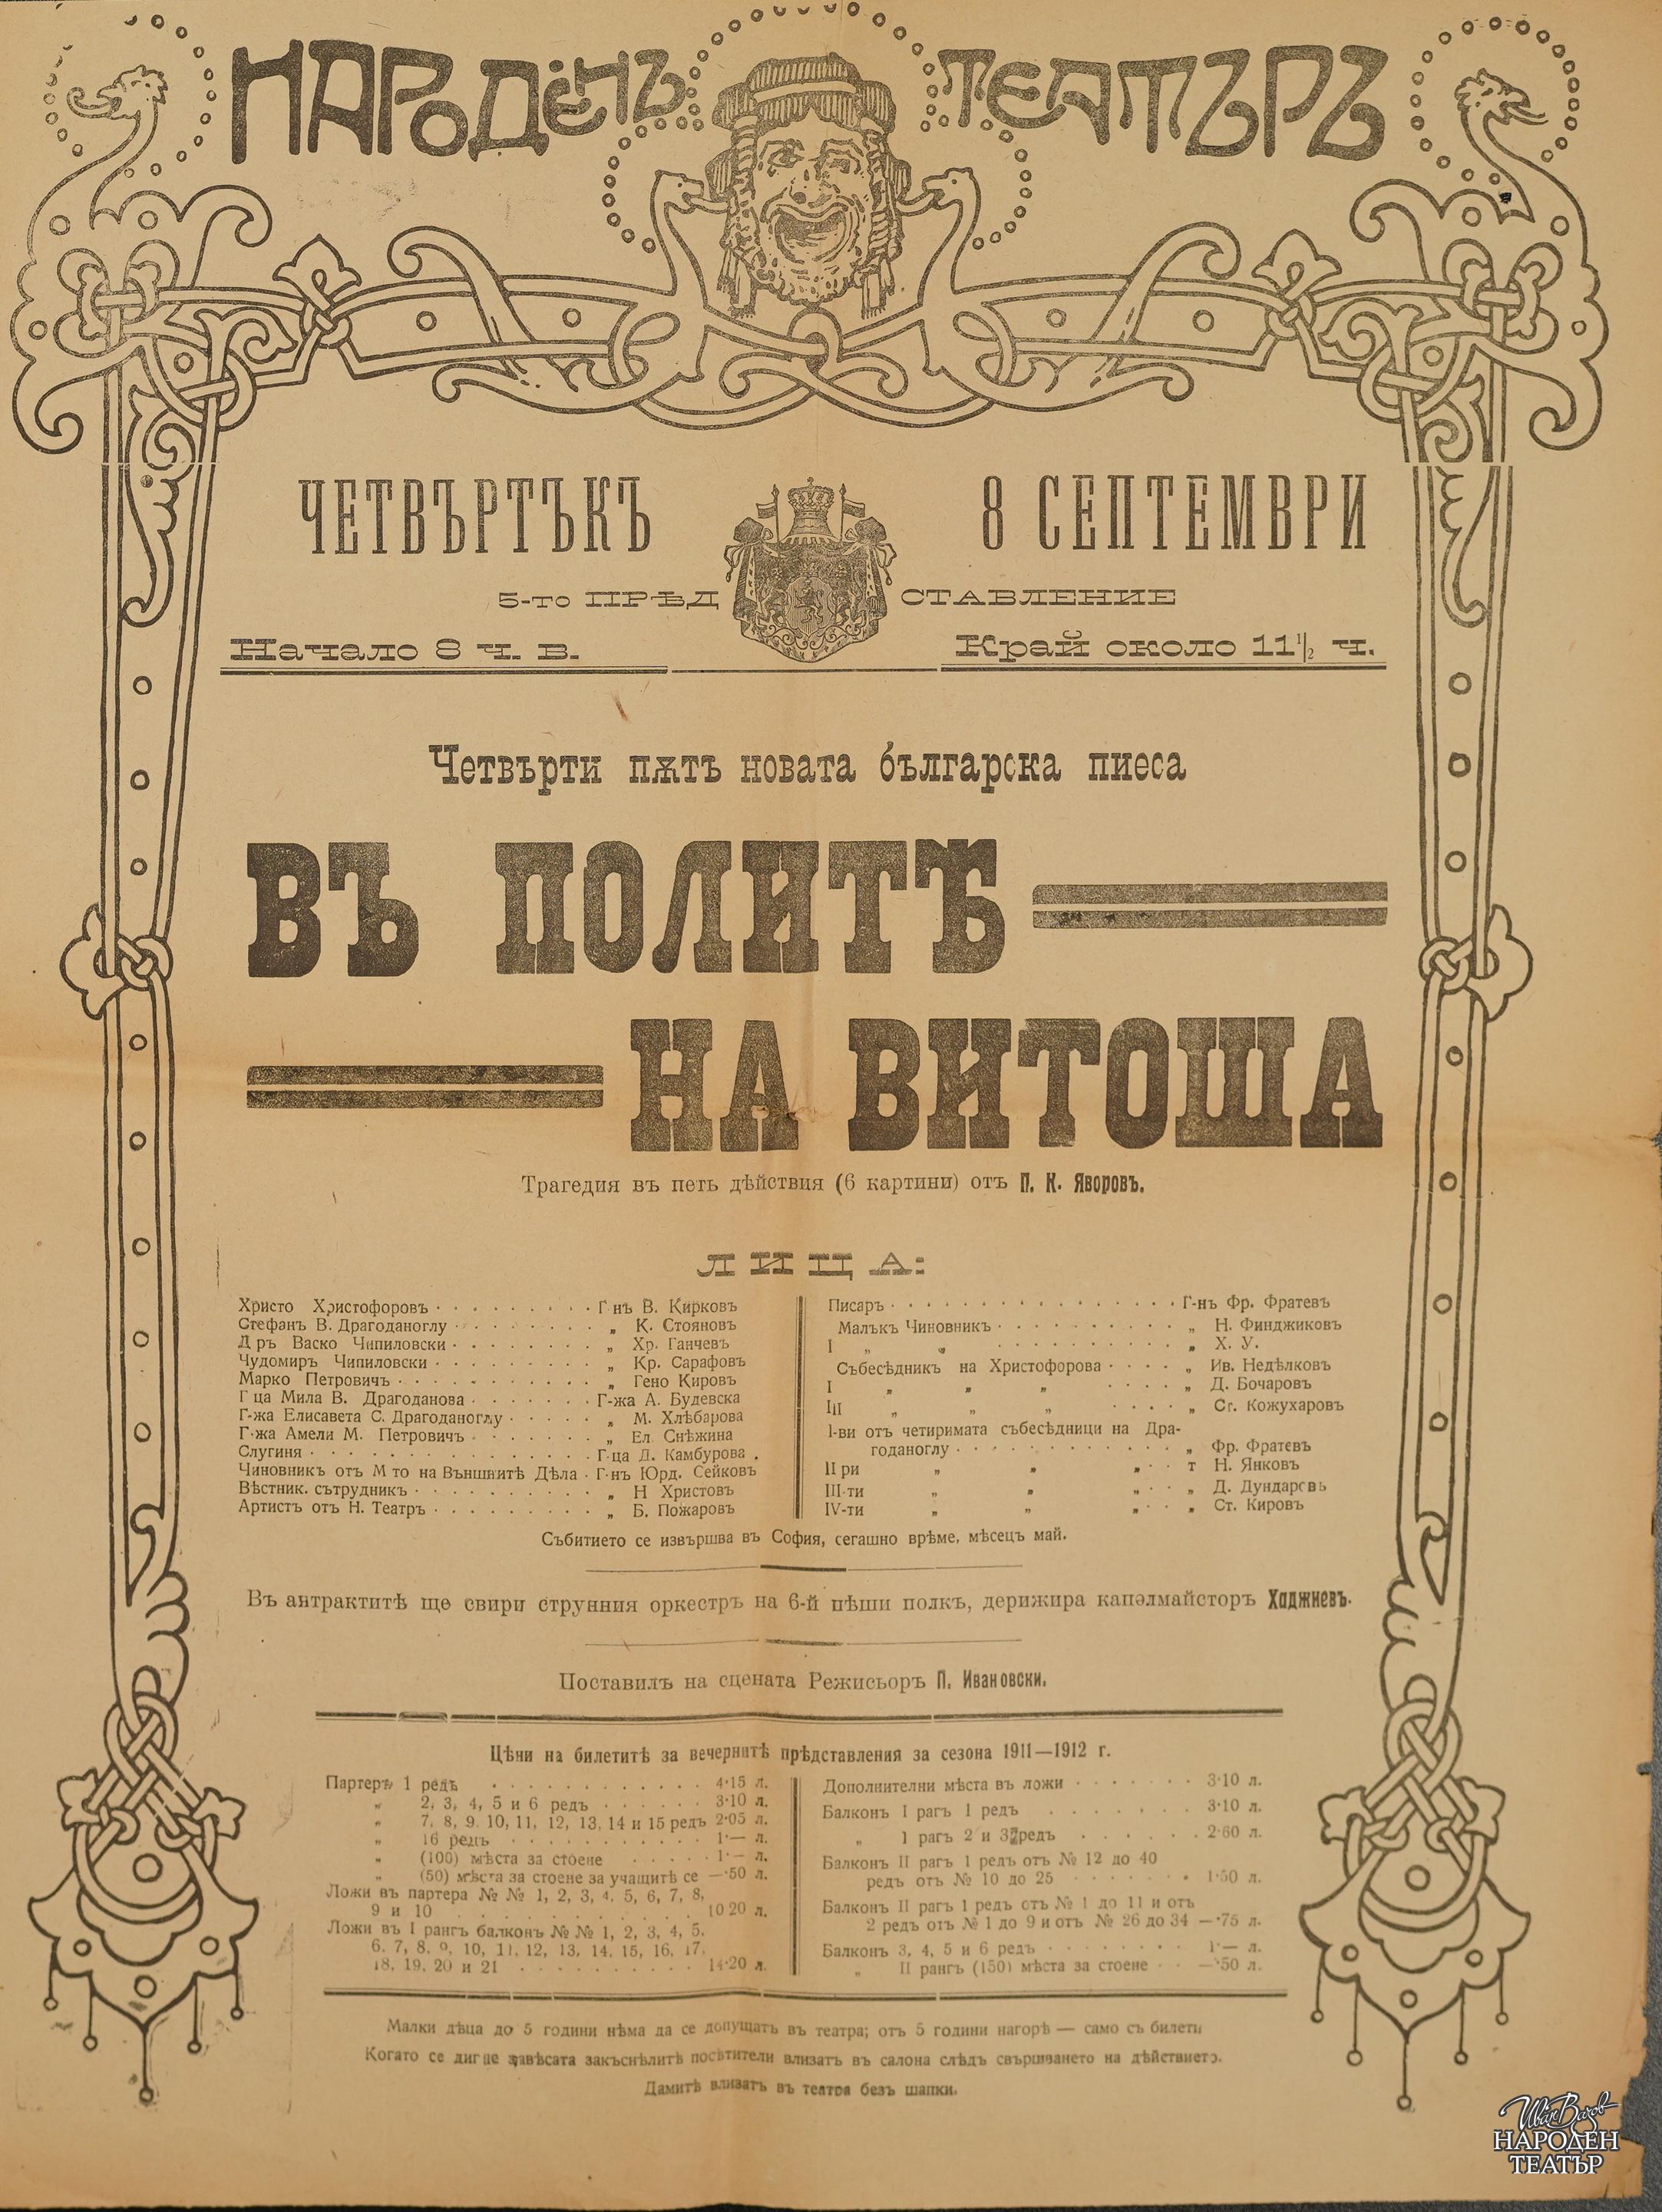 НАРОДЕНЪ ТЕАТЪРЪ
ЧЕТВЪРТЪКЪ 8 СЕПТЕМВРИ
5-то ПРѢДСТАВЛЕНИЕ
Начало 8 ч. в. Край около 11½ ч.
Четвърти пѫть новата българска пиеса
ВЪ ПОЛИТѢ
НА ВИТОША
Трагедия въ петь дѣйствия (6 картини) отъ П. К. Яворовъ.
ЛИЦА:
Христо Христофоровъ . . . Г-нъ В. Кирковъ
Стефанъ В. Драгоданоглу . . . „ К. Стояновъ
Д-ръ Васко Чипиловски . . . „ Хр. Ганчевъ
Чудомиръ Чипиловски . . . „ Кр. Сарафовъ
Марко Петровичъ . . . „ Гено Кировъ
Г-ца Мила В. Драгоданова . . . Г-жа А. Будевска
Г-жа Елисавета С. Драгоданоглу . . . „ М. Хлѣбарова
Г-жа Амели М. Петровичъ . . . „ Ел. Снѣжина
Слугиня . . . Г-ца Д. Камбурова .
Чиновникъ отъ М-то на Външнитѣ Дѣла . Г-нъ Юрд. Сейковъ
Вѣстник. сътрудникъ . . . „ Н Христовъ
Артистъ отъ Н. Театръ . . . „ Б. Пожаровъ
Писаръ . . . Г-нъ Фр. Фратевъ
Малъкъ Чиновникъ . . . „ Н. Финджиковъ
I „ „ . . . „ Х. У.
Събесѣдникъ на Христофорова . . . „ Ив. Недѣлковъ
I „ „ „ . . . „ Д. Бочаровъ
III „ „ „ . . . „ Ст. Кожухаровъ
I-ви отъ четиримата събесѣдници на Дра-
годаноглу . . . „ Фр. Фратевъ
II ри „ „ „ . . т Н. Янковъ
III-ти „ „ „ . . „ Д. Дундаровъ
IV-ти „ „ „ . . „ Ст. Кировъ
Събитието се извършва въ София, сегашно врѣме, мѣсецъ май.
Въ антрактитѣ ще свири струнния оркестръ на 6-й пѣши полкъ, дерижира капелмайсторъ Хаджиевъ.
Поставилъ на сцената Режисьоръ П. Ивановски.
Цѣни на билетитѣ за вечернитѣ прѣдставления за сезона 1911—1912 г.
Партеръ 1 редъ . . . 4·15 л.
„ 2, 3, 4, 5 и 6 редъ . . . 3·10 л.
„ 7, 8, 9, 10, 11, 12, 13, 14 и 15 редъ 2·05 л.
„ 16 редъ . . . 1·— л.
„ (100) мѣста за стоене . . . 1·— л.
„ (50) мѣста за стоене за учащитѣ се —·50 л.
Ложи въ партера № № 1, 2, 3, 4, 5, 6, 7, 8,
9 и 10 . . . 10 20 л.
Ложи въ I рангъ балконъ № № 1, 2, 3, 4, 5,
6, 7, 8, 9, 10, 11, 12, 13, 14, 15, 16, 17,
18, 19, 20 и 21 . . . 14·20 л.
Дополнителни мѣста въ ложи . . . 3·10 л.
Балконъ I рагъ 1 редъ . . . 3·10 л.
„ 1 рагъ 2 и 3 редъ . . . 2·60 л.
Балконъ II рагъ 1 редъ отъ № 12 до 40
редъ отъ № 10 до 25 . . . 1·50 л.
Балконъ II рагъ 1 редъ отъ № 1 до 11 и отъ
2 редъ отъ № 1 до 9 и отъ № 26 до 34 —·75 л.
Балконъ 3, 4, 5 и 6 редъ . . . 1·— л.
„ II рангъ (150) мѣста за стоене . . —·50 л.
Малки дѣца до 5 години нѣма да се допущатъ въ театра; отъ 5 години нагорѣ — само съ билети
Когато се дигне завѣсата закъснѣлитѣ посѣтители влизатъ въ салона слѣдъ свършването на дѣйствието.
Дамитѣ влизатъ въ театра безъ шапки.
Иван Вазов
НАРОДЕН
ТЕАТЪР